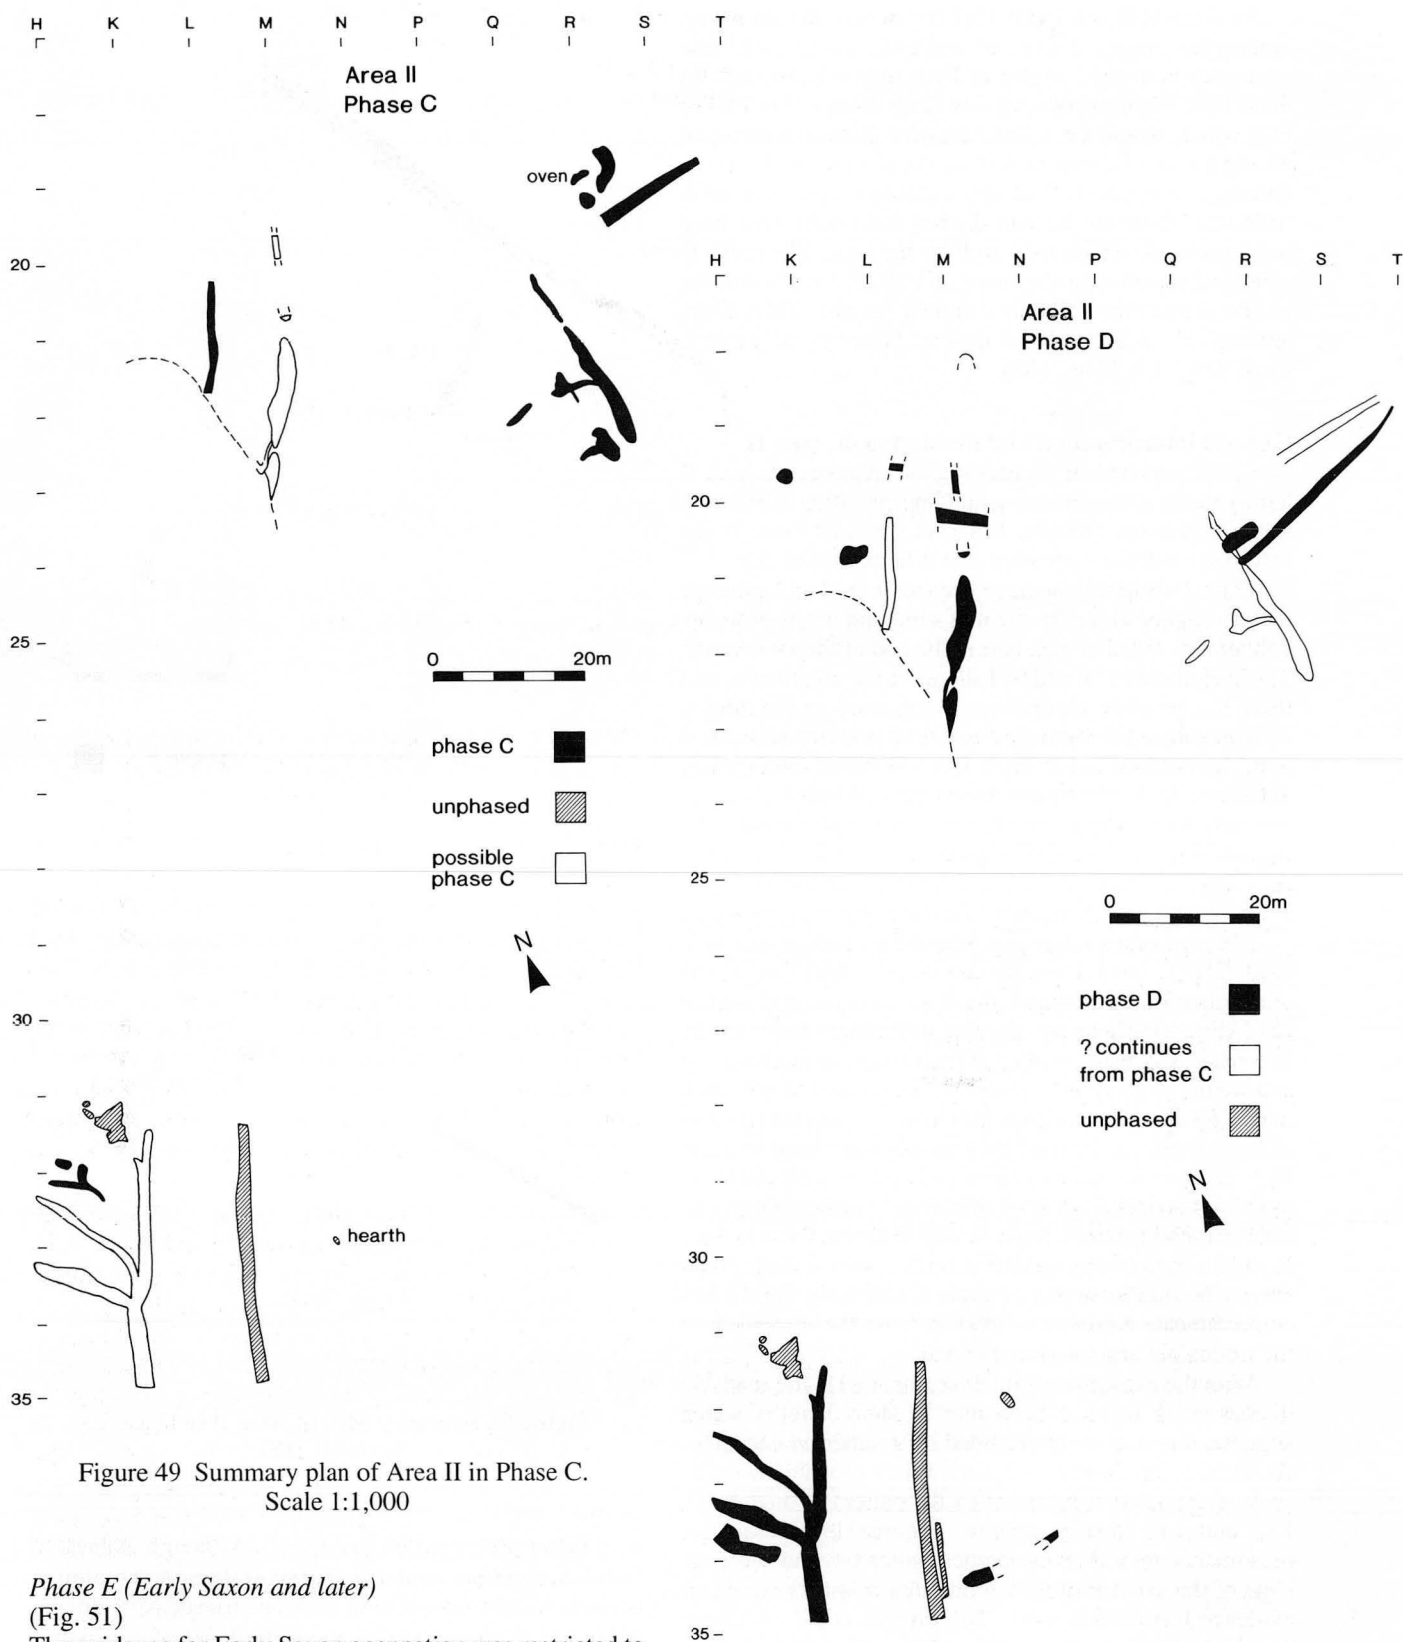 H K L M N P Q R S T
Area II
Phase C
oven
20
25
30
35
0 20m
phase C
unphased
possible
phase C
N
hearth
Figure 49 Summary plan of Area II in Phase C.
Scale 1:1,000
Phase E (Early Saxon and later)
(Fig. 51)
H K L M N P Q R S T
Area II
Phase D
20
25
30
35
0 20m
phase D
? continues
from phase C
unphased
N